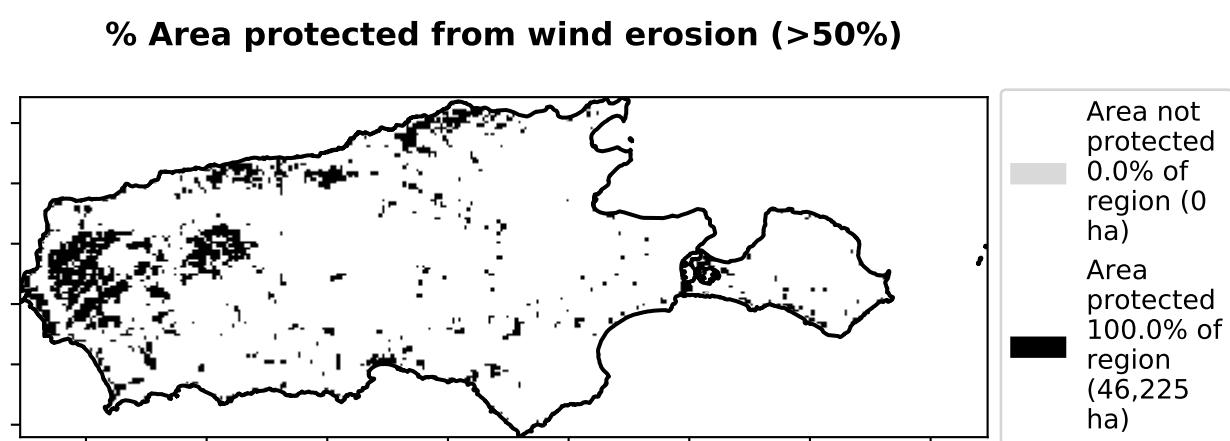 % Area protected from wind erosion (>50%)
Area not
protected
0.0% of
region (0
ha)
Area
protected
100.0% of
region
(46,225
ha)